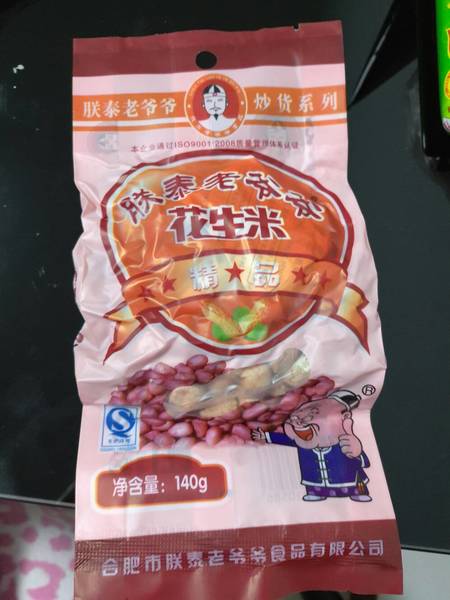 朕泰老爷爷 炒货系列
本企业通过ISO9001:2008质量管理体系认证
朕泰老爷爷
花生米
精品
®
QS
净含量：140g
合肥市朕泰老爷爷食品有限公司